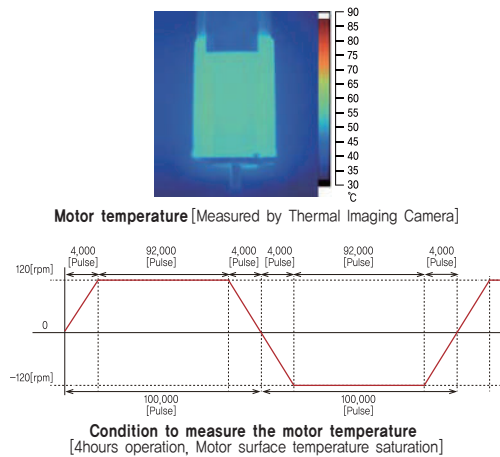 90
85
80
75
70
65
60
55
50
45
40
35
30
℃
Motor temperature [Measured by Thermal Imaging Camera]
4,000 92,000 4,000 4,000 92,000 4,000
[Pulse] [Pulse] [Pulse] [Pulse] [Pulse] [Pulse]
120[rpm]
0
-120[rpm]
100,000 100,000
[Pulse] [Pulse]
Condition to measure the motor temperature
[4hours operation, Motor surface temperature saturation]